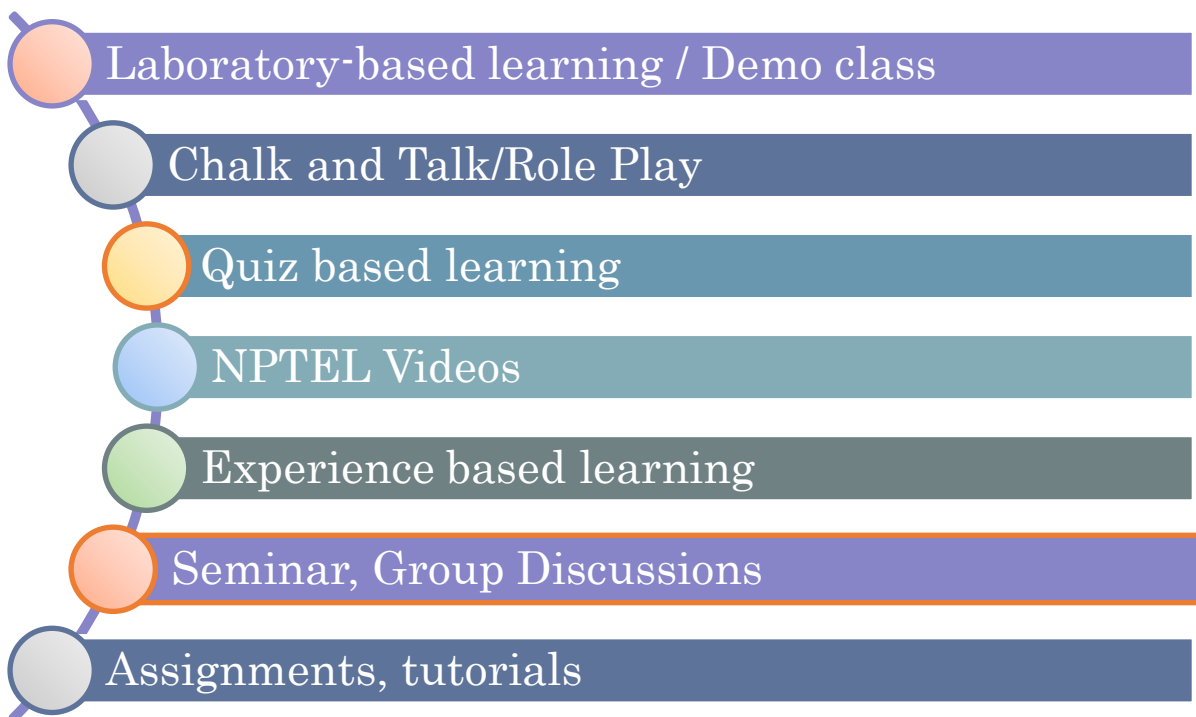 Laboratory-based learning / Demo class
Chalk and Talk/Role Play
Quiz based learning
NPTEL Videos
Experience based learning
Seminar, Group Discussions
Assignments, tutorials